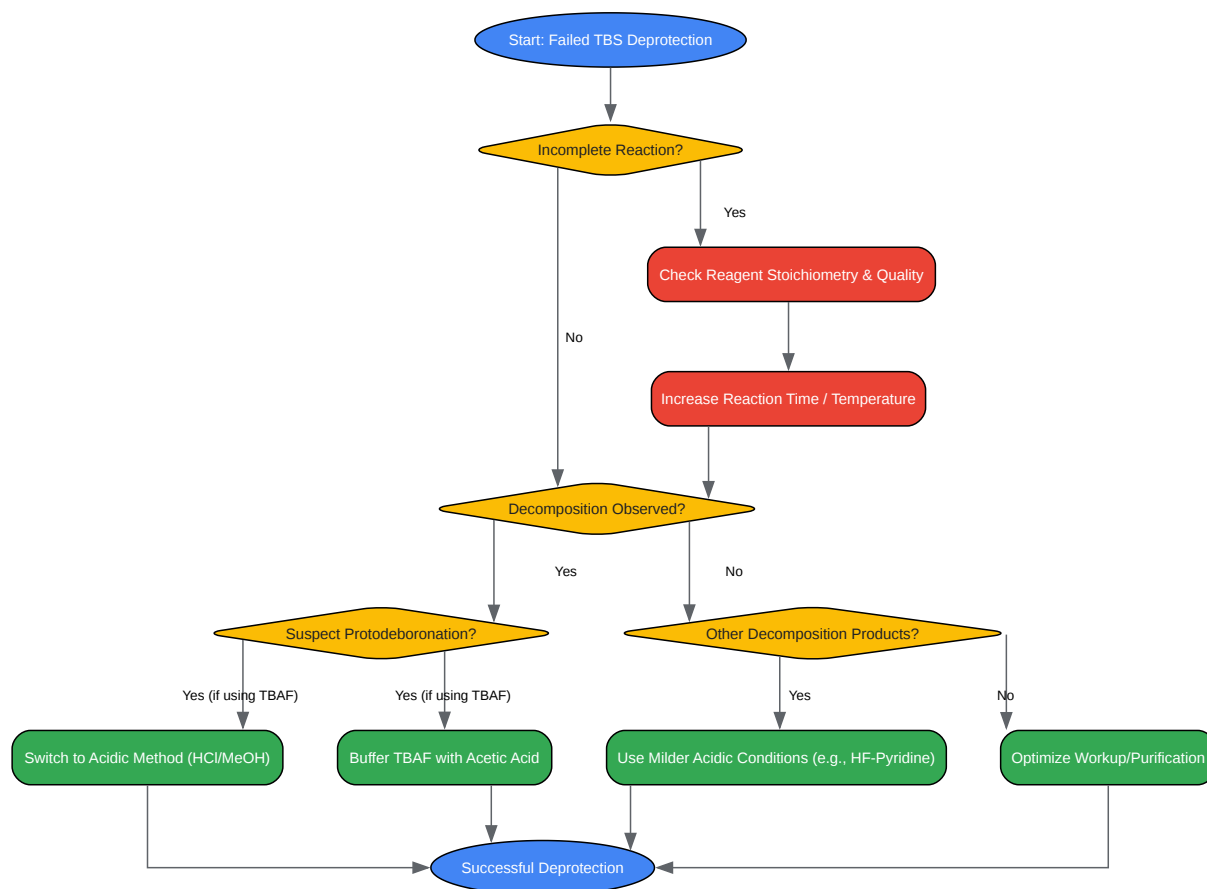 Start: Failed TBS Deprotection
Incomplete Reaction?
Yes
Check Reagent Stoichiometry & Quality
No
Increase Reaction Time / Temperature
Decomposition Observed?
Yes
No
Suspect Protodeboronation?
Other Decomposition Products?
Yes (if using TBAF)
Yes (if using TBAF)
Yes
No
Switch to Acidic Method (HCl/MeOH)
Buffer TBAF with Acetic Acid
Use Milder Acidic Conditions (e.g., HF-Pyridine)
Optimize Workup/Purification
Successful Deprotection